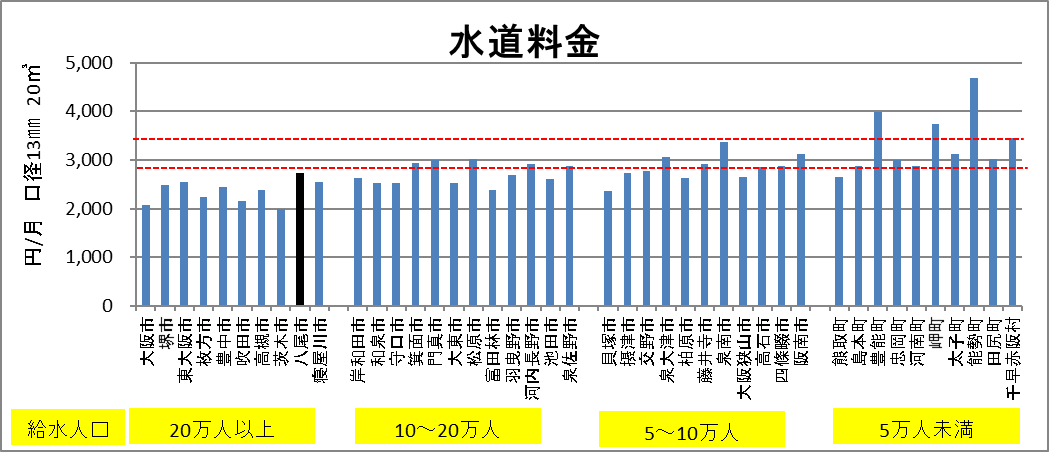 水道料金
円/月　口径13mm 20㎥
5,000
4,000
3,000
2,000
1,000
0
大阪市
堺市
東大阪市
枚方市
豊中市
吹田市
高槻市
茨木市
八尾市
寝屋川市
岸和田市
和泉市
守口市
箕面市
門真市
大東市
松原市
富田林市
羽曳野市
河内長野市
池田市
泉佐野市
貝塚市
摂津市
交野市
泉大津市
柏原市
藤井寺市
泉南市
大阪狭山市
高石市
四條畷市
阪南市
熊取町
島本町
豊能町
忠岡町
河南町
岬町
太子町
能勢町
田尻町
千早赤阪村
給水人口
20万人以上
10～20万人
5～10万人
5万人未満